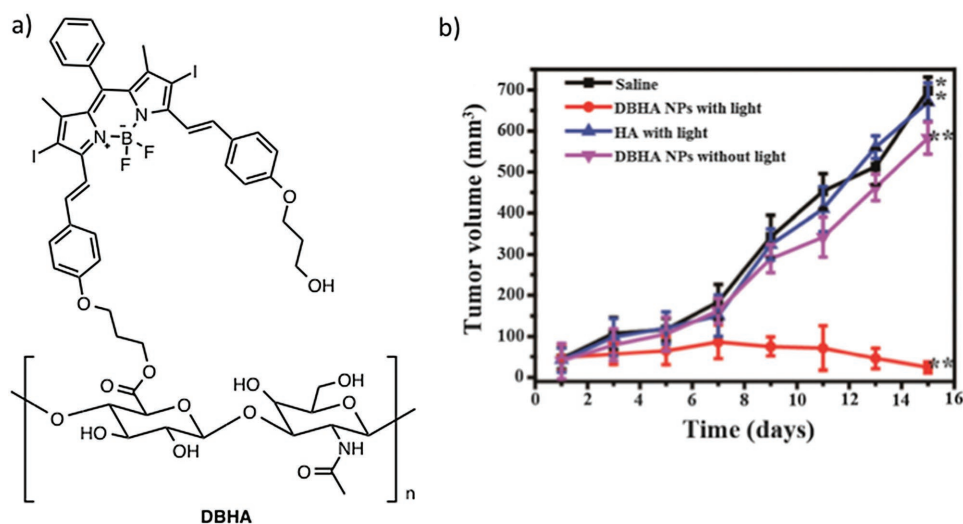 a)
I
N
N
B
F
F
I
O
OH
O
O
O
OH
HO
O
O
HO
OH
O
O
NH
O
n
DBHA
b)
Saline
DBHA NPs with light
HA with light
DBHA NPs without light
Tumor volume (mm³)
700
600
500
400
300
200
100
0
*
*
**
**
0 2 4 6 8 10 12 14 16
Time (days)